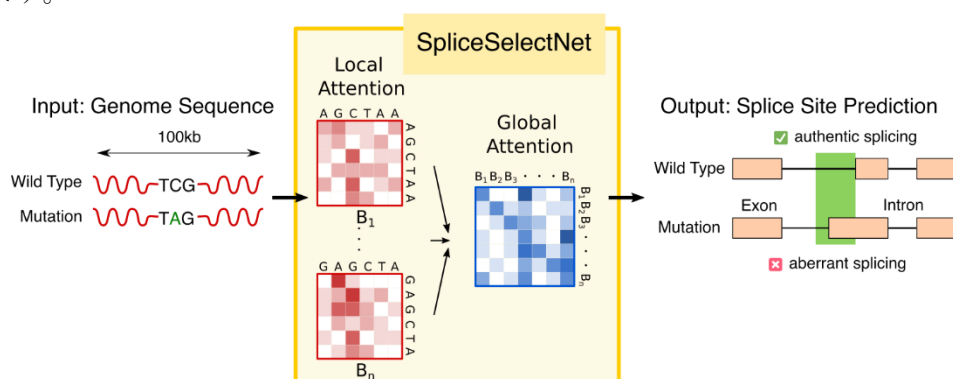 SpliceSelectNet
Input: Genome Sequence
100kb
Wild Type
TCG
Mutation
TAG
Local
Attention
A G C T A A
A
G
C
T
A
A
B1
G A G C T A
G
A
G
C
T
A
Bn
Global
Attention
B1 B2 B3 · · · Bn
B1
B2
B3
·
·
·
Bn
Output: Splice Site Prediction
authentic splicing
Wild Type
Exon
Intron
Mutation
aberrant splicing